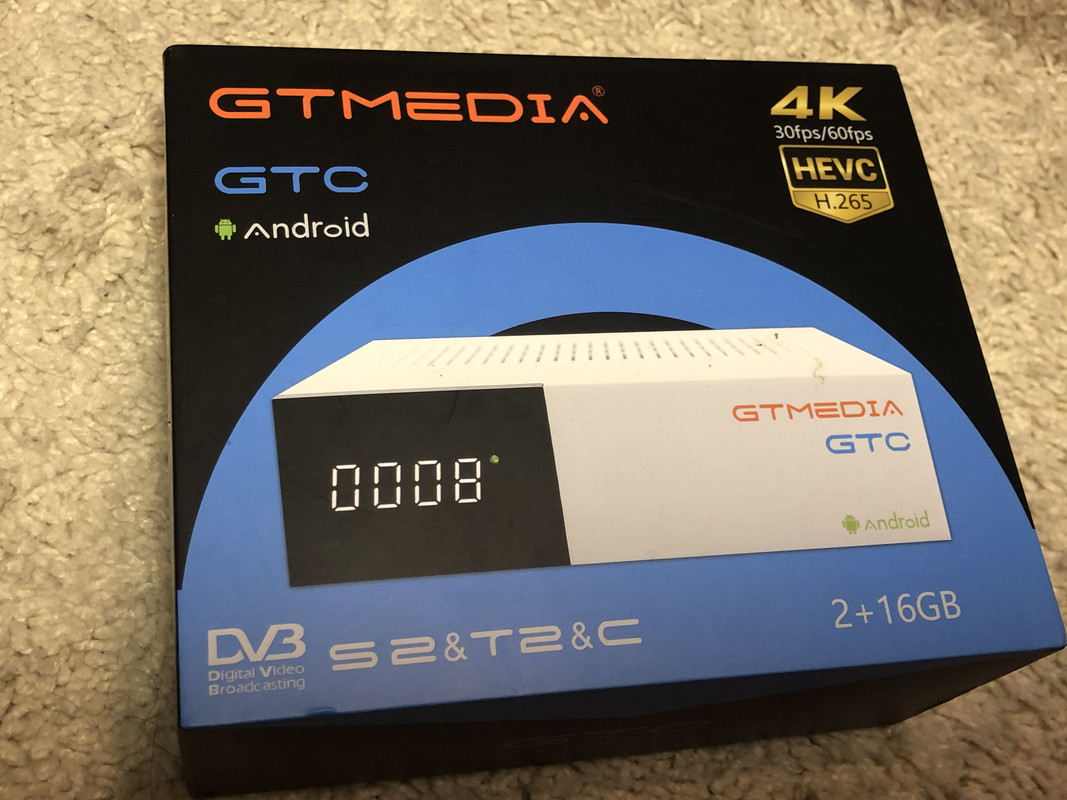 GTMEDIA®
GTC
Android
4K
30fps/60fps
HEVC
H.265
GTMEDIA
GTC
0008
Android
2+16GB
DVB S2&T2&C
Digital Video
Broadcasting
GTC